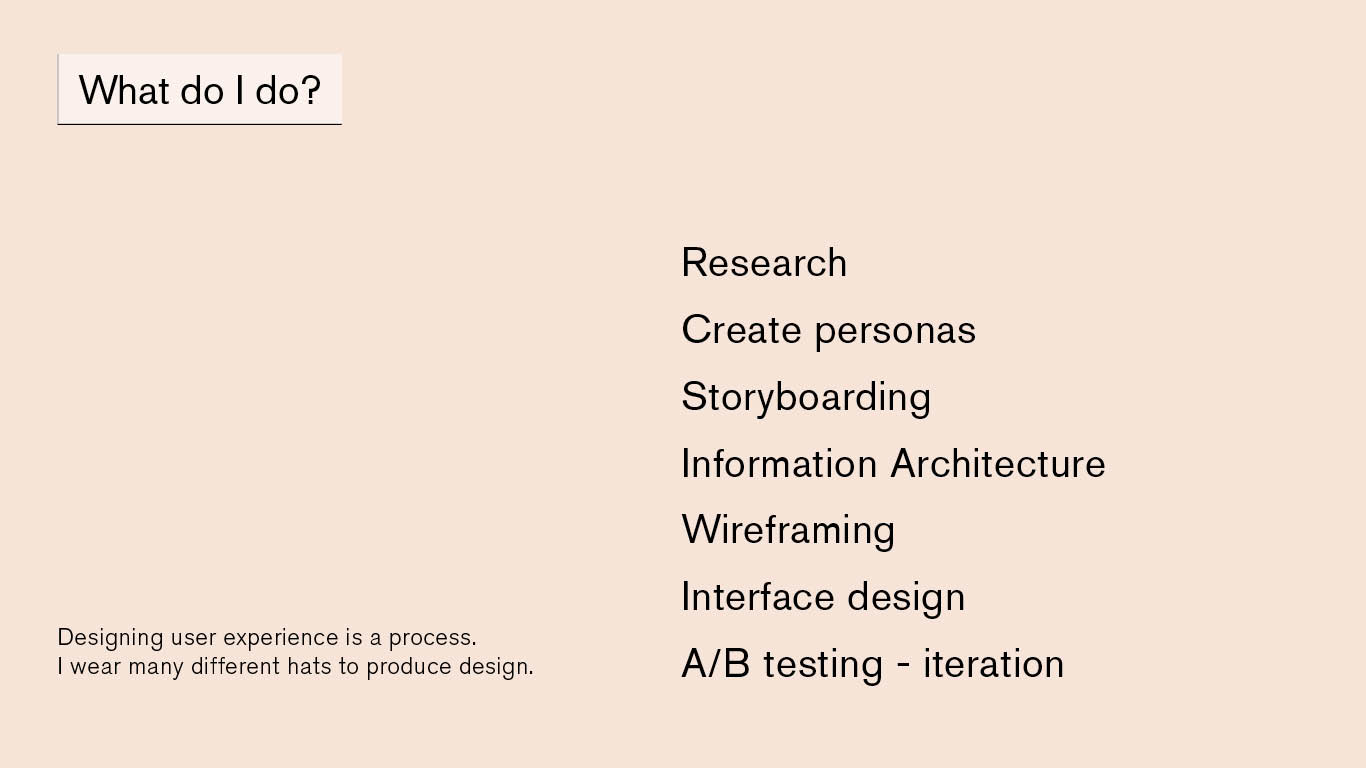 What do I do?
Research
Create personas
Storyboarding
Information Architecture
Wireframing
Interface design
A/B testing - iteration
Designing user experience is a process.
I wear many different hats to produce design.